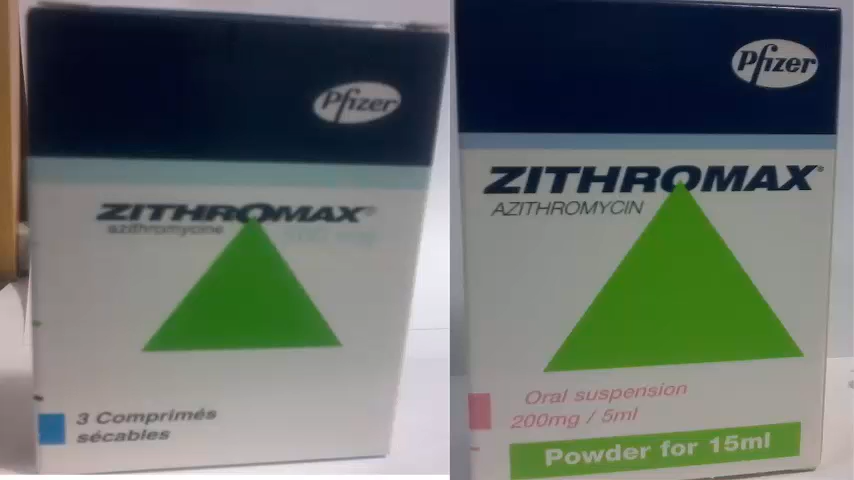 Pfizer
ZITHROMAX®
azithromycine
3 Comprimés
sécables
Pfizer
ZITHROMAX®
AZITHROMYCIN
Oral suspension
200mg / 5ml
Powder for 15ml